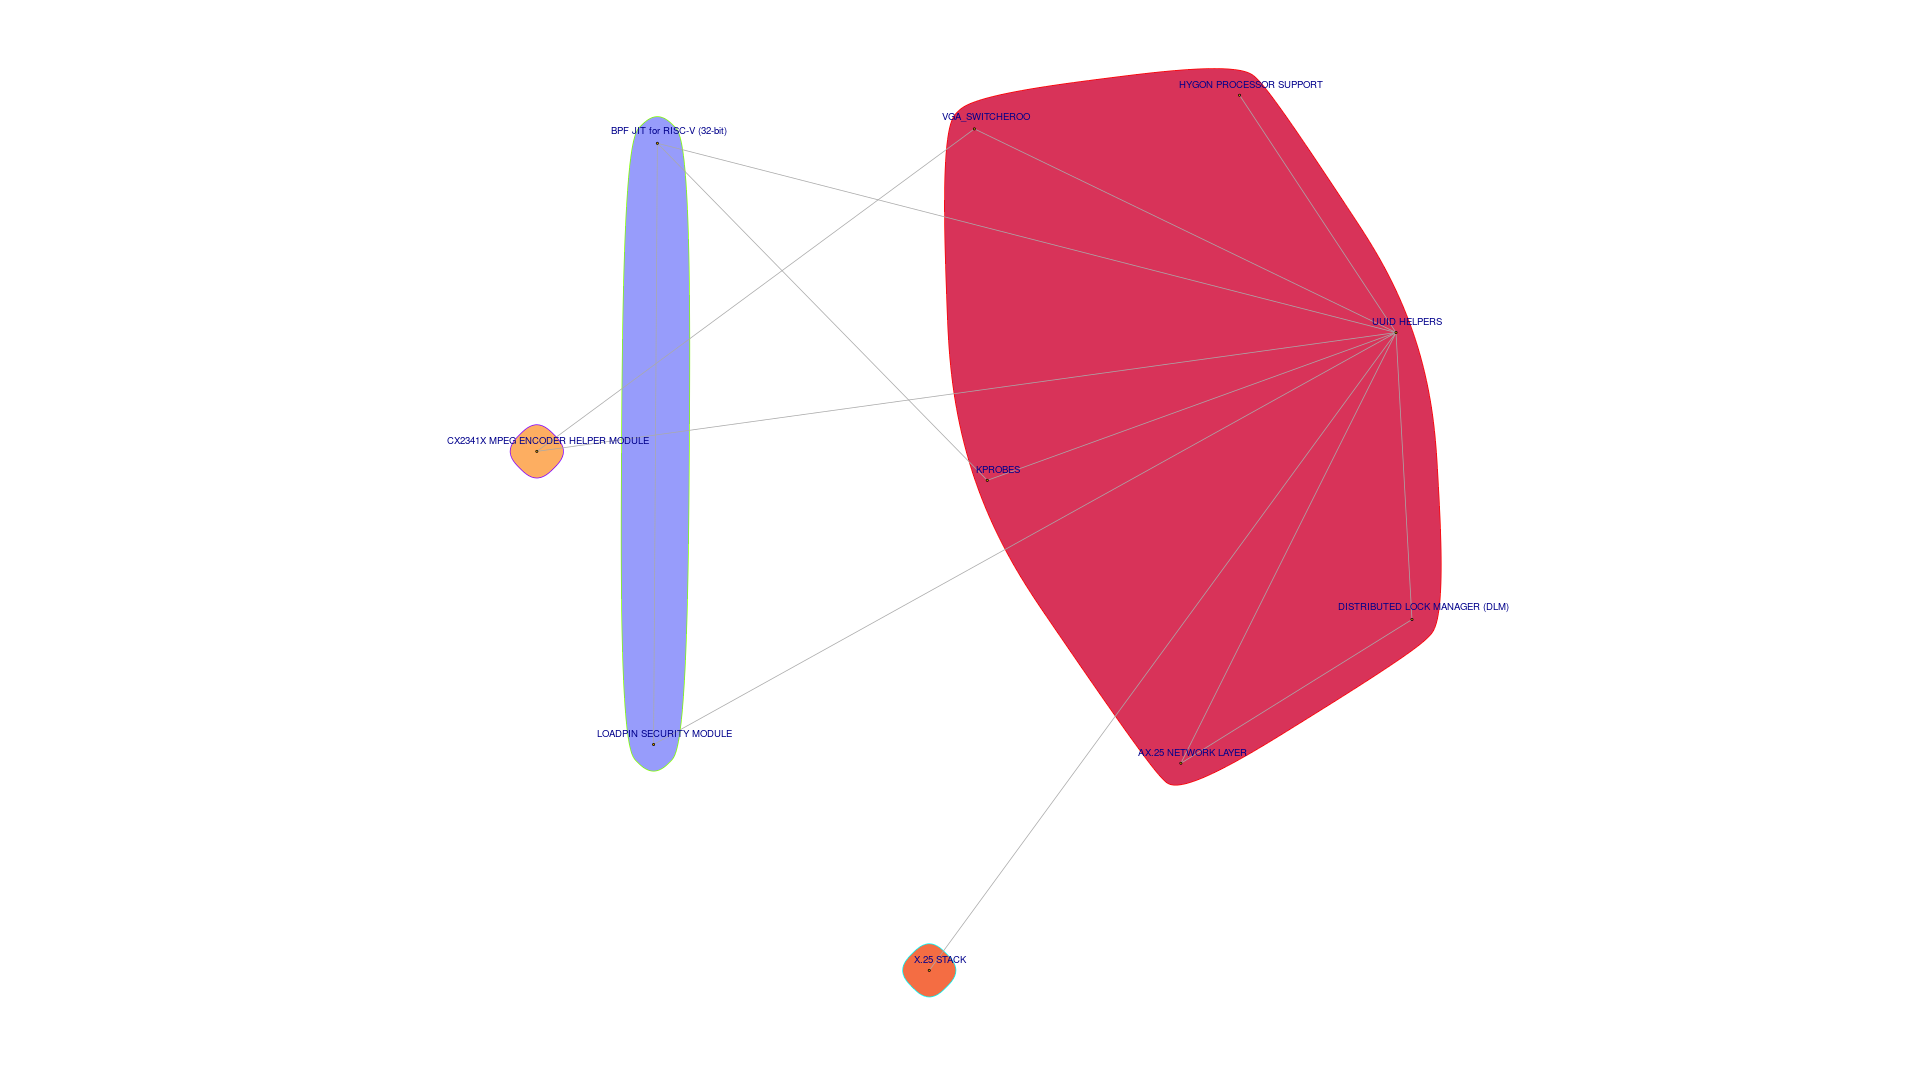 HYGON PROCESSOR SUPPORT
VGA_SWITCHEROO
BPF JIT for RISC-V (32-bit)
UUID HELPERS
CX2341X MPEG ENCODER HELPER MODULE
KPROBES
DISTRIBUTED LOCK MANAGER (DLM)
LOADPIN SECURITY MODULE
AX.25 NETWORK LAYER
X.25 STACK